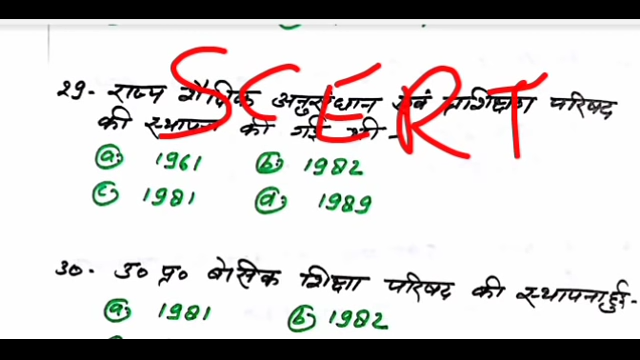 SCERT
29- राज्य शैक्षिक अनुसन्धान एवं प्रशिक्षण परिषद
की स्थापना की गई थी -
(a) 1961 (b) 1982
(c) 1981 (d) 1989
30- उ० प्र० बेसिक शिक्षा परिषद की स्थापना हुई-
(a) 1981 (b) 1982